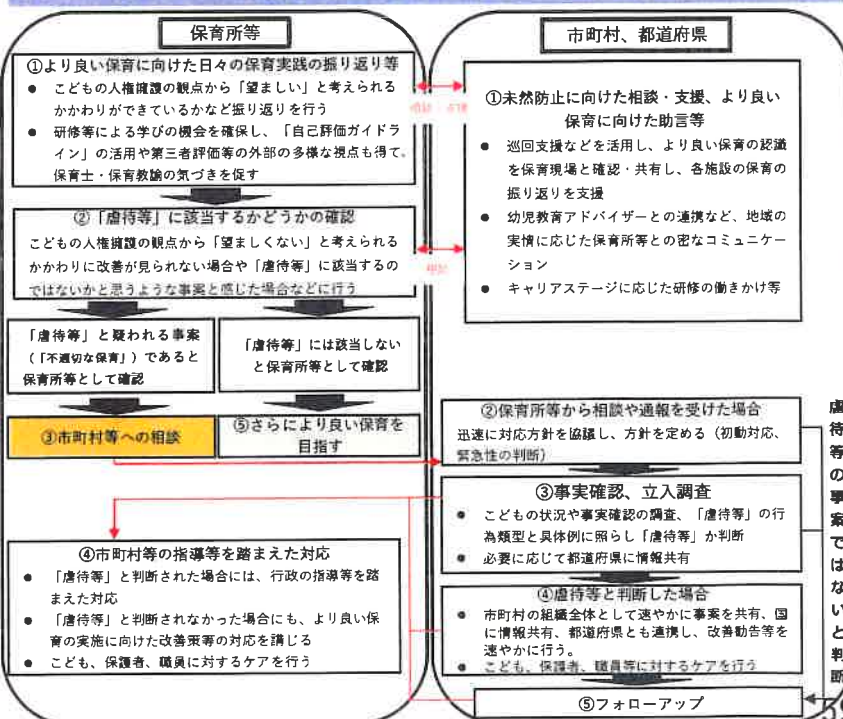 保育所等
①より良い保育に向けた日々の保育実践の振り返り等
● こどもの人権擁護の観点から「望ましい」と考えられる
かかわりができているかなど振り返りを行う
● 研修等による学びの機会を確保し、「自己評価ガイドラ
イン」の活用や第三者評価等の外部の多様な視点も得て、
保育士・保育教諭の気づきを促す
②「虐待等」に該当するかどうかの確認
こどもの人権擁護の観点から「望ましくない」と考えられる
かかわりに改善が見られない場合や「虐待等」に該当するの
ではないかと思うような事案と感じた場合などに行う
「虐待等」と疑われる事案
(「不適切な保育」)であると
保育所等として確認
「虐待等」には該当しない
と保育所等として確認
③市町村等への相談
⑤さらにより良い保育を
目指す
④市町村等の指導等を踏まえた対応
● 「虐待等」と判断された場合には、行政の指導等を踏
まえた対応
● 「虐待等」と判断されなかった場合にも、より良い保
育の実施に向けた改善策等の対応を講じる
● こども、保護者、職員に対するケアを行う
市町村、都道府県
①未然防止に向けた相談・支援、より良い
保育に向けた助言等
● 巡回支援などを活用し、より良い保育の認識
を保育現場と確認・共有し、各施設の保育の
振り返りを支援
● 幼児教育アドバイザーとの連携など、地域の
実情に応じた保育所等との密なコミュニケー
ション
● キャリアステージに応じた研修の働きかけ等
②保育所等から相談や通報を受けた場合
迅速に対応方針を協議し、方針を定める(初動対応、
緊急性の判断)
③事実確認、立入調査
● こどもの状況や事実確認の調査、「虐待等」の行
為類型と具体例に照らし「虐待等」か判断
● 必要に応じて都道府県に情報共有
④虐待等と判断した場合
● 市町村の組織全体として速やかに事案を共有、国
に情報共有、都道府県とも連携し、改善勧告等を
速やかに行う。
● こども、保護者、職員等に対するケアを行う
⑤フォローアップ
虐待等の事案ではないと判断